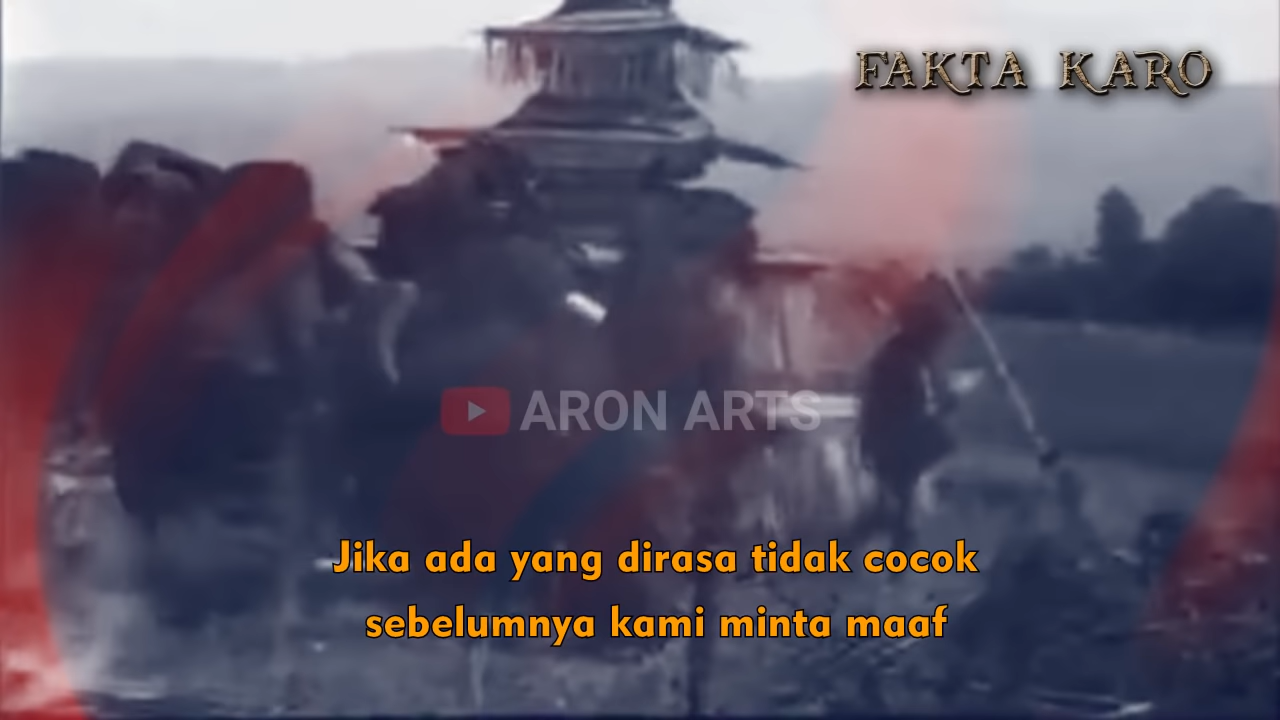 FAKTA KARO
ARON ARTS
Jika ada yang dirasa tidak cocok
sebelumnya kami minta maaf